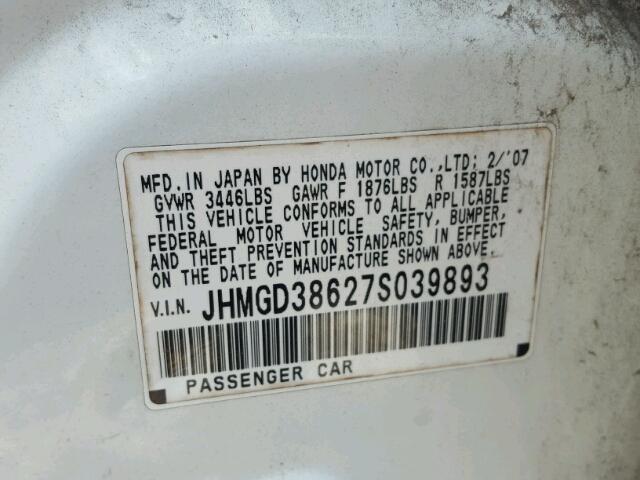 MFD. IN JAPAN BY HONDA MOTOR CO.,LTD; 2/'07
GVWR 3446LBS GAWR F 1876LBS R 1587LBS
THIS VEHICLE CONFORMS TO ALL APPLICABLE
FEDERAL MOTOR VEHICLE SAFETY, BUMPER,
AND THEFT PREVENTION STANDARDS IN EFFECT
ON THE DATE OF MANUFACTURE SHOWN ABOVE.
V.I.N. JHMGD38627S039893
PASSENGER CAR